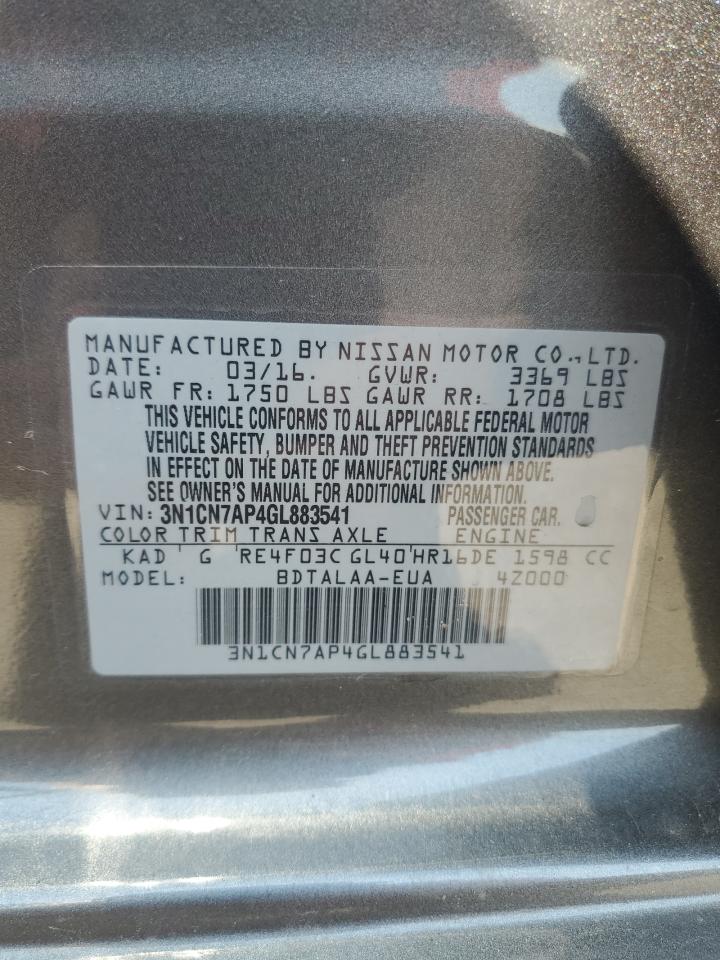 MANUFACTURED BY NISSAN MOTOR CO., LTD.
DATE: 03/16. GVWR: 3369 LBS
GAWR FR: 1750 LBS GAWR RR: 1708 LBS
THIS VEHICLE CONFORMS TO ALL APPLICABLE FEDERAL MOTOR
VEHICLE SAFETY, BUMPER AND THEFT PREVENTION STANDARDS
IN EFFECT ON THE DATE OF MANUFACTURE SHOWN ABOVE.
SEE OWNER'S MANUAL FOR ADDITIONAL INFORMATION.
VIN: 3N1CN7AP4GL883541 PASSENGER CAR.
COLOR TRIM TRANS AXLE ENGINE
KAD ' G 'RE4F03C GL40'HR16DE 1598 CC
MODEL: BDTALAA-EUA 4Z000
3N1CN7AP4GL883541